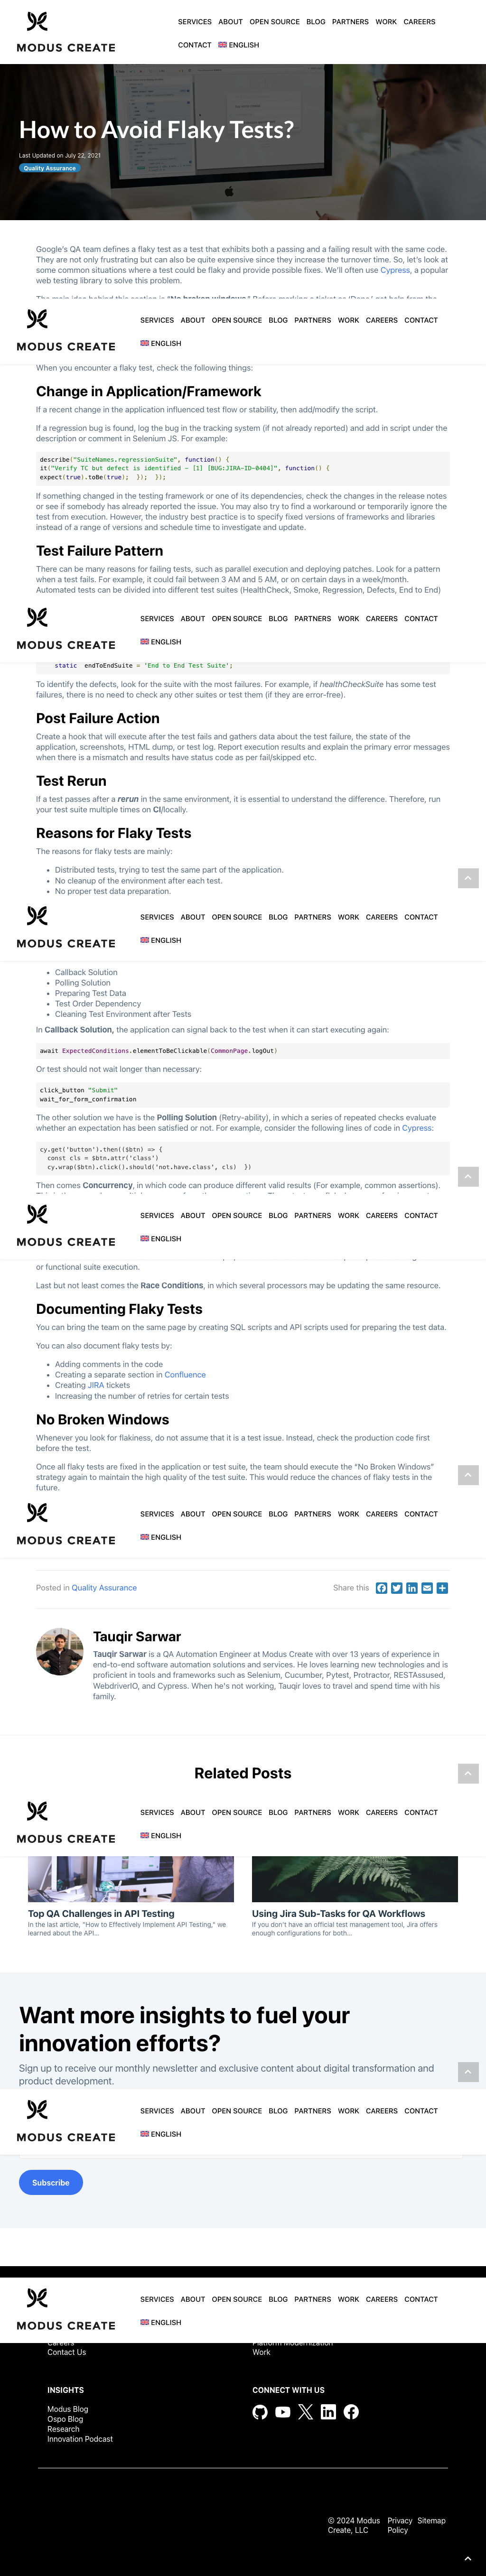 SERVICES ABOUT OPEN SOURCE BLOG PARTNERS WORK CAREERS
MODUS CREATE
CONTACT ENGLISH
How to Avoid Flaky Tests?
Last Updated on July 22, 2021
Quality Assurance
Google's QA team defines a flaky test as a test that exhibits both a passing and a failing result with the same code.
They are not only frustrating but can also be quite expensive since they increase the turnover time. So, let's look at
some common situations where a test could be flaky and provide possible fixes. We'll often use Cypress, a popular
web testing library to solve this problem.
SERVICES ABOUT OPEN SOURCE BLOG PARTNERS WORK CAREERS CONTACT
MODUS CREATE
ENGLISH
When you encounter a flaky test, check the following things:
Change in Application/Framework
If a recent change in the application influenced test flow or stability, then add/modify the script.
If a regression bug is found, log the bug in the tracking system (if not already reported) and add in script under the
description or comment in Selenium JS. For example:
describe("SuiteNames.regressionSuite", function() {
it("Verify TC but defect is identified - [1] [BUG:JIRA-ID-0404]", function() {
expect(true).toBe(true);  });  });
If something changed in the testing framework or one of its dependencies, check the changes in the release notes
or see if somebody has already reported the issue. You may also try to find a workaround or temporarily ignore the
test from execution. However, the industry best practice is to specify fixed versions of frameworks and libraries
instead of a range of versions and schedule time to investigate and update.
Test Failure Pattern
There can be many reasons for failing tests, such as parallel execution and deploying patches. Look for a pattern
when a test fails. For example, it could fail between 3 AM and 5 AM, or on certain days in a week/month.
Automated tests can be divided into different test suites (HealthCheck, Smoke, Regression, Defects, End to End)
SERVICES ABOUT OPEN SOURCE BLOG PARTNERS WORK CAREERS CONTACT
MODUS CREATE
ENGLISH
static  endToEndSuite = 'End to End Test Suite';
To identify the defects, look for the suite with the most failures. For example, if healthCheckSuite has some test
failures, there is no need to check any other suites or test them (if they are error-free).
Post Failure Action
Create a hook that will execute after the test fails and gathers data about the test failure, the state of the
application, screenshots, HTML dump, or test log. Report execution results and explain the primary error messages
when there is a mismatch and results have status code as per fail/skipped etc.
Test Rerun
If a test passes after a rerun in the same environment, it is essential to understand the difference. Therefore, run
your test suite multiple times on CI/locally.
Reasons for Flaky Tests
The reasons for flaky tests are mainly:
• Distributed tests, trying to test the same part of the application.
• No cleanup of the environment after each test.
• No proper test data preparation.
SERVICES ABOUT OPEN SOURCE BLOG PARTNERS WORK CAREERS CONTACT
MODUS CREATE
ENGLISH
• Callback Solution
• Polling Solution
• Preparing Test Data
• Test Order Dependency
• Cleaning Test Environment after Tests
In Callback Solution, the application can signal back to the test when it can start executing again:
await ExpectedConditions.elementToBeClickable(CommonPage.logOut)
Or test should not wait longer than necessary:
click_button "Submit"
wait_for_form_confirmation
The other solution we have is the Polling Solution (Retry-ability), in which a series of repeated checks evaluate
whether an expectation has been satisfied or not. For example, consider the following lines of code in Cypress:
cy.get('button').then(($btn) => {
const cls = $btn.attr('class')
cy.wrap($btn).click().should('not.have.class', cls)  })
Then comes Concurrency, in which code can produce different valid results (For example, common assertions).
SERVICES ABOUT OPEN SOURCE BLOG PARTNERS WORK CAREERS CONTACT
MODUS CREATE
ENGLISH
or functional suite execution.
Last but not least comes the Race Conditions, in which several processors may be updating the same resource.
Documenting Flaky Tests
You can bring the team on the same page by creating SQL scripts and API scripts used for preparing the test data.
You can also document flaky tests by:
• Adding comments in the code
• Creating a separate section in Confluence
• Creating JIRA tickets
• Increasing the number of retries for certain tests
No Broken Windows
Whenever you look for flakiness, do not assume that it is a test issue. Instead, check the production code first
before the test.
Once all flaky tests are fixed in the application or test suite, the team should execute the “No Broken Windows”
strategy again to maintain the high quality of the test suite. This would reduce the chances of flaky tests in the
future.
SERVICES ABOUT OPEN SOURCE BLOG PARTNERS WORK CAREERS CONTACT
MODUS CREATE
ENGLISH
Posted in Quality Assurance
Share this
Tauqir Sarwar
Tauqir Sarwar is a QA Automation Engineer at Modus Create with over 13 years of experience in
end-to-end software automation solutions and services. He loves learning new technologies and is
proficient in tools and frameworks such as Selenium, Cucumber, Pytest, Protractor, RESTAssused,
WebdriverIO, and Cypress. When he's not working, Tauqir loves to travel and spend time with his
family.
Related Posts
SERVICES ABOUT OPEN SOURCE BLOG PARTNERS WORK CAREERS CONTACT
MODUS CREATE
ENGLISH
Top QA Challenges in API Testing
In the last article, "How to Effectively Implement API Testing," we
learned about the API...
Using Jira Sub-Tasks for QA Workflows
If you don't have an official test management tool, Jira offers
enough configurations for both...
Want more insights to fuel your
innovation efforts?
Sign up to receive our monthly newsletter and exclusive content about digital transformation and
product development.
SERVICES ABOUT OPEN SOURCE BLOG PARTNERS WORK CAREERS CONTACT
MODUS CREATE
ENGLISH
Subscribe
SERVICES ABOUT OPEN SOURCE BLOG PARTNERS WORK CAREERS CONTACT
MODUS CREATE
ENGLISH
Careers
Contact Us
Platform Modernization
Work
INSIGHTS
Modus Blog
Ospo Blog
Research
Innovation Podcast
CONNECT WITH US
© 2024 Modus
Create, LLC
Privacy
Policy
Sitemap